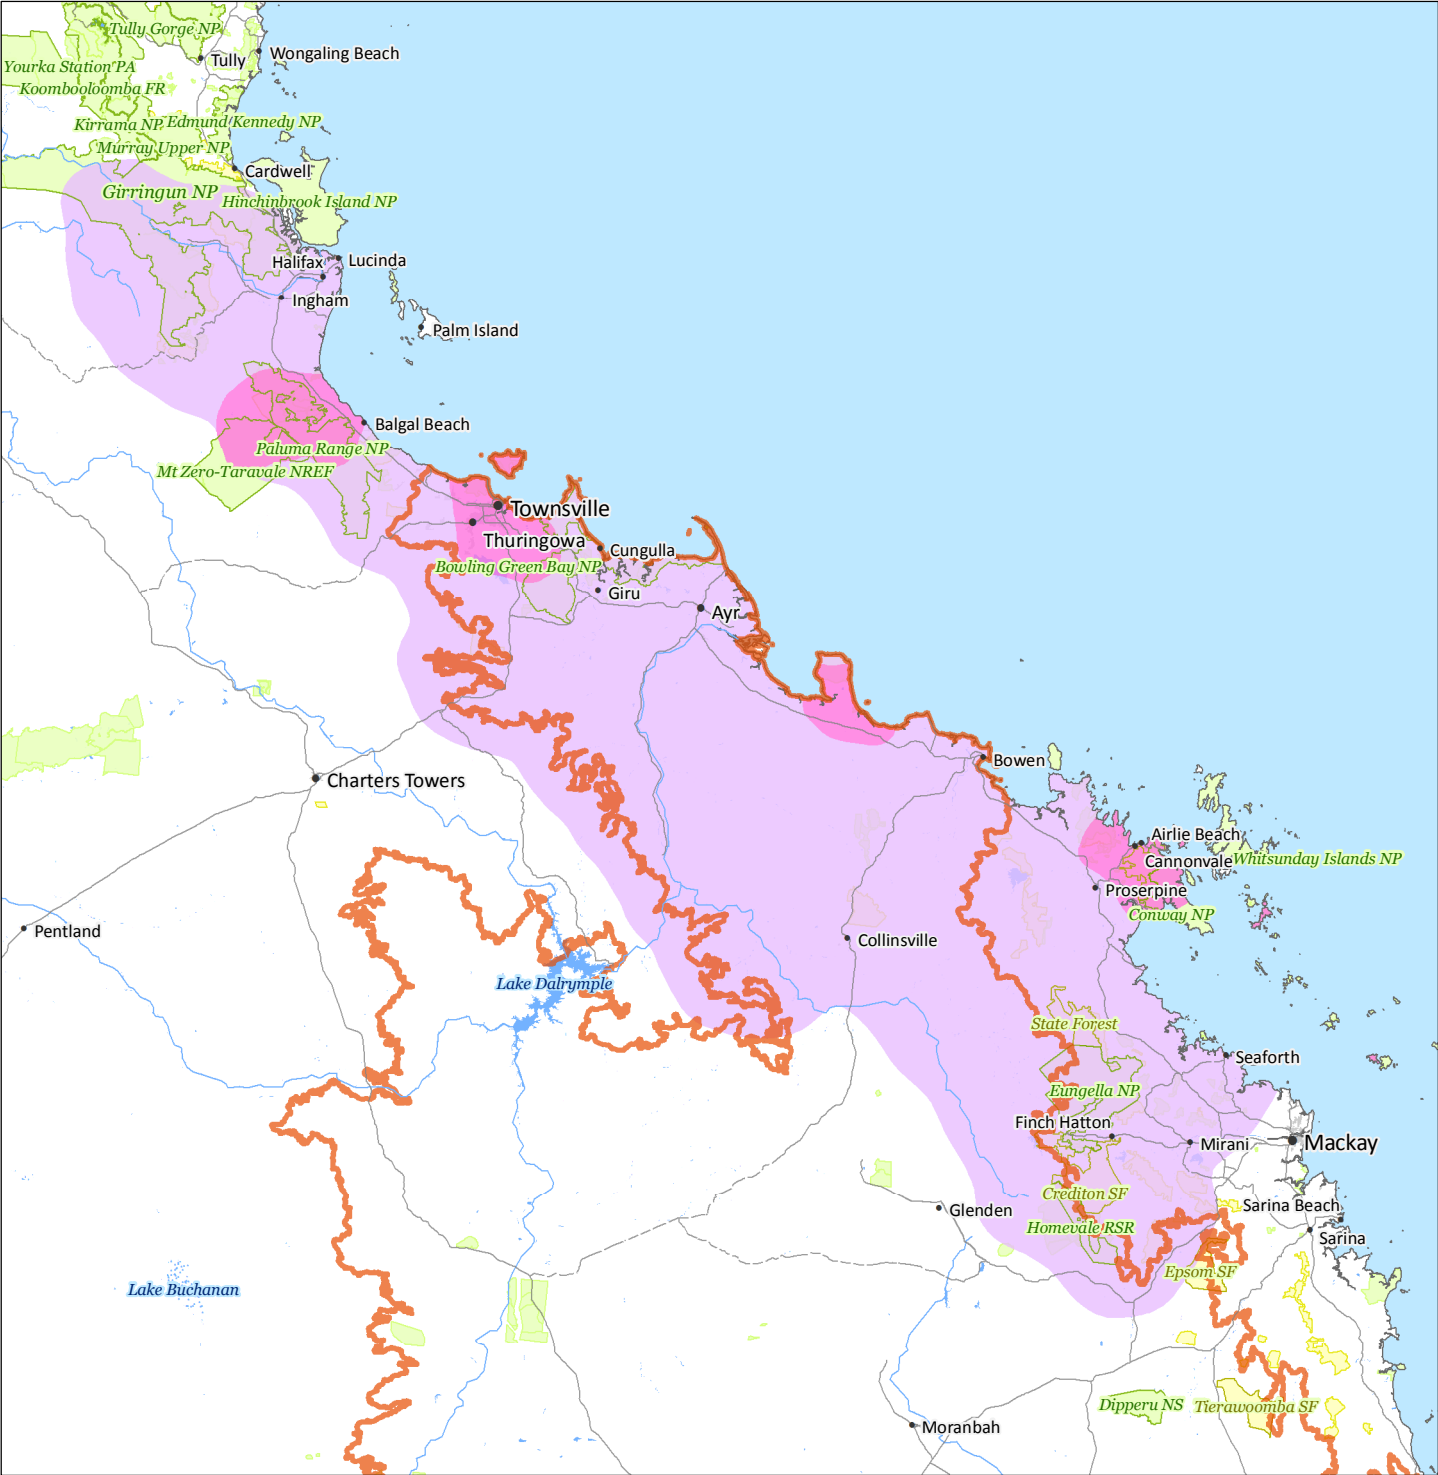 Tully Gorge NP
Wongaling Beach
Tully
Yourka Station PA
Koombooloomba FR
Kirrama NP
Edmund Kennedy NP
Murray Upper NP
Cardwell
Girringun NP
Hinchinbrook Island NP
Halifax
Lucinda
Ingham
Palm Island
Balgal Beach
Paluma Range NP
Mt Zero-Taravale NREF
Townsville
Thuringowa
Cungulla
Bowling Green Bay NP
Giru
Ayr
Bowen
Charters Towers
Airlie Beach
Cannonvale
Whitsunday Islands NP
Proserpine
Conway NP
Pentland
Collinsville
Lake Dalrymple
State Forest
Seaforth
Eungella NP
Finch Hatton
Mirani
Mackay
Crediton SF
Glenden
Sarina Beach
Homevale RSR
Sarina
Epsom SF
Lake Buchanan
Dipperu NS
Tierawoomba SF
Moranbah